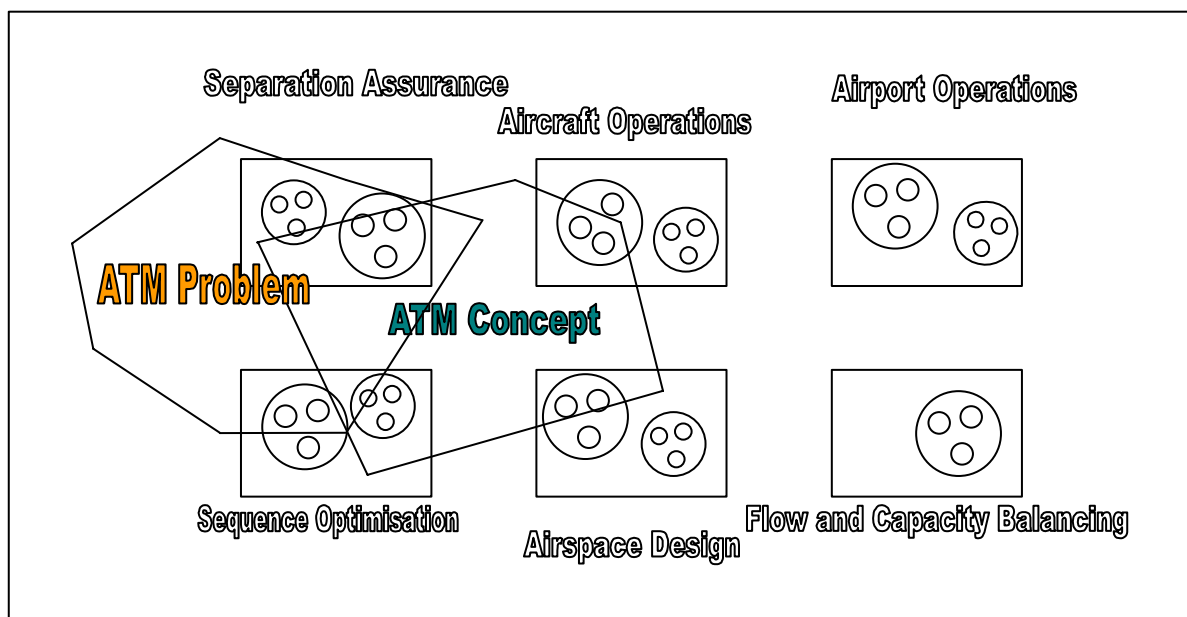 Separation Assurance
Aircraft Operations
Airport Operations
ATM Problem
ATM Concept
Sequence Optimisation
Airspace Design
Flow and Capacity Balancing